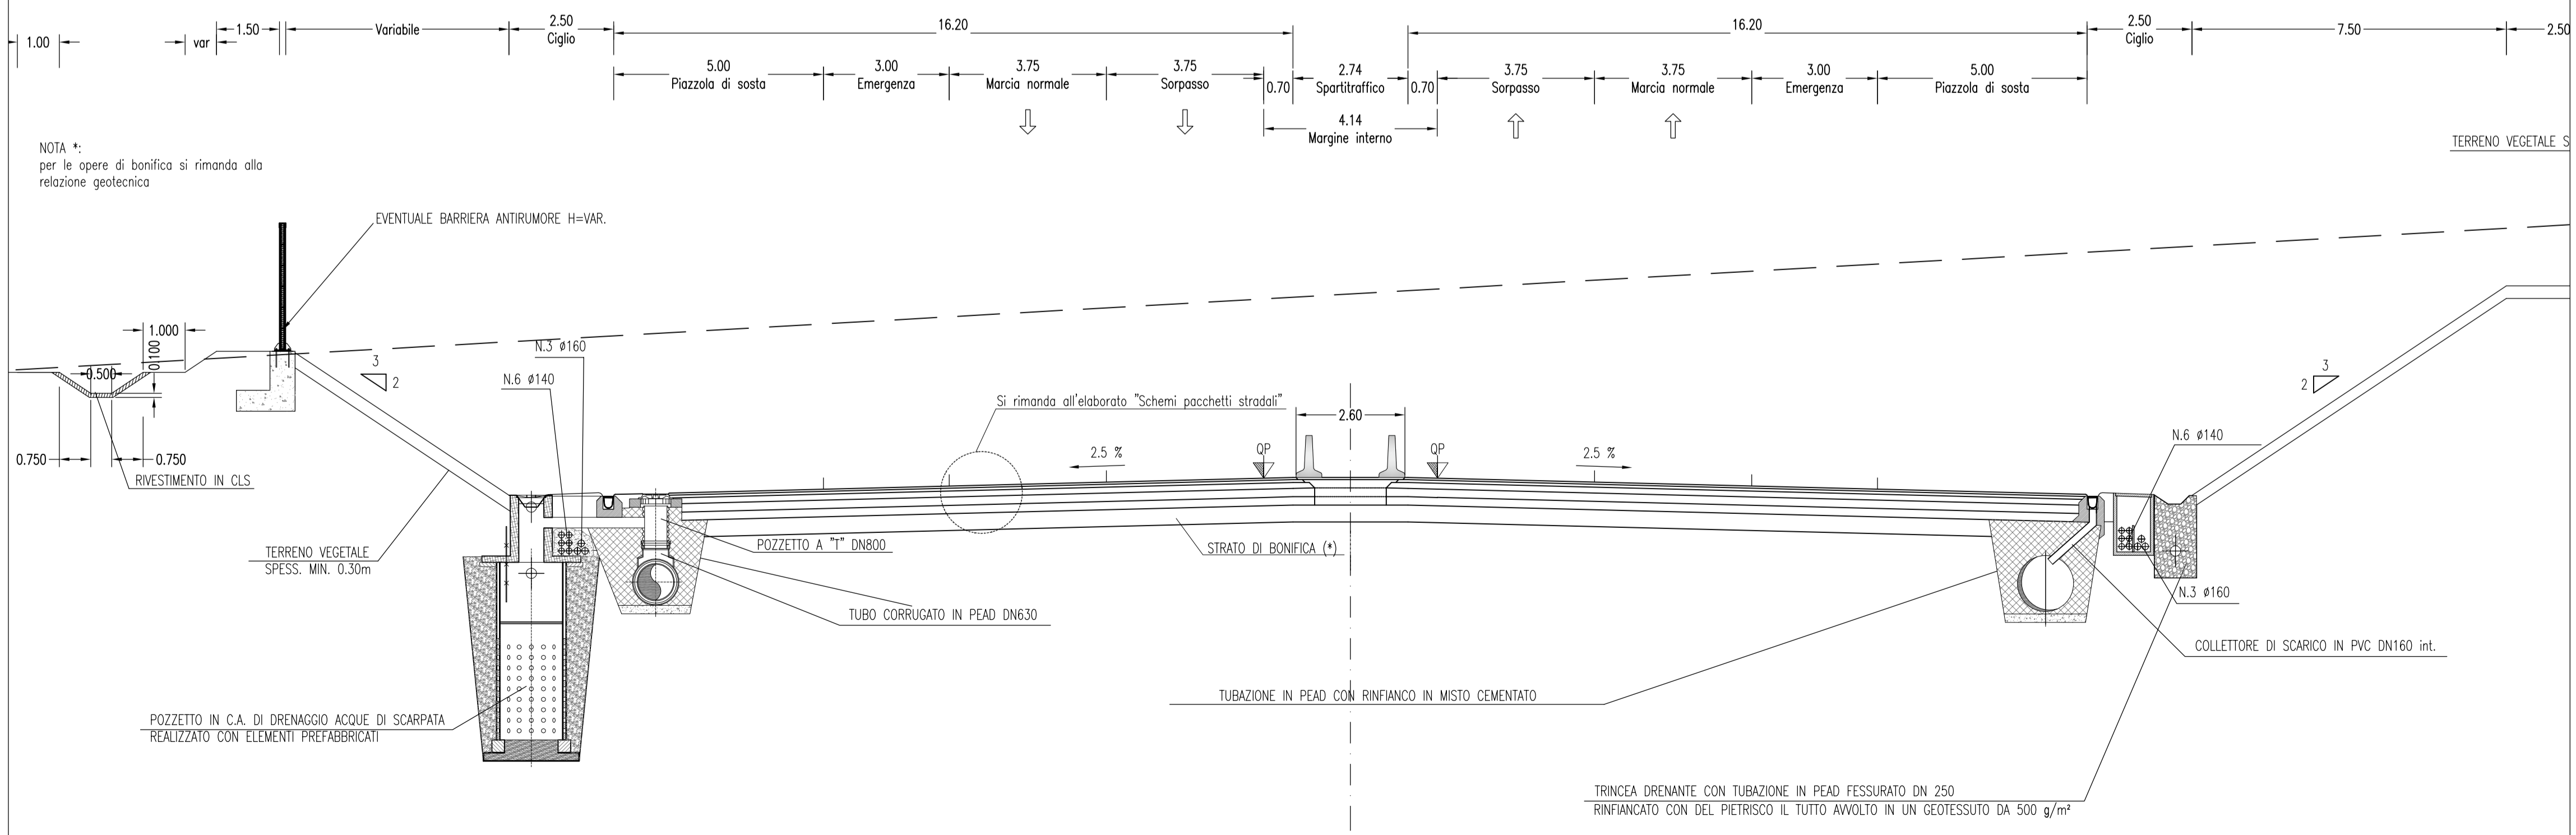 1.00
var
1.50
Variabile
2.50
Ciglio
16.20
16.20
2.50
Ciglio
7.50
2.50
5.00
Piazzola di sosta
3.00
Emergenza
3.75
Marcia normale
3.75
Sorpasso
0.70
2.74
Spartitraffico
0.70
3.75
Sorpasso
3.75
Marcia normale
3.00
Emergenza
5.00
Piazzola di sosta
4.14
Margine interno
NOTA *:
per le opere di bonifica si rimanda alla
relazione geotecnica
TERRENO VEGETALE S
EVENTUALE BARRIERA ANTIRUMORE H=VAR.
1.000
0.100
0.500
0.750
0.750
RIVESTIMENTO IN CLS
3
2
N.3 ø160
N.6 ø140
Si rimanda all'elaborato "Schemi pacchetti stradali"
2.60
2.5 %
QP
QP
2.5 %
3
2
N.6 ø140
TERRENO VEGETALE
SPESS. MIN. 0.30m
POZZETTO A "T" DN800
STRATO DI BONIFICA (*)
TUBO CORRUGATO IN PEAD DN630
N.3 ø160
COLLETTORE DI SCARICO IN PVC DN160 int.
TUBAZIONE IN PEAD CON RINFIANCO IN MISTO CEMENTATO
POZZETTO IN C.A. DI DRENAGGIO ACQUE DI SCARPATA
REALIZZATO CON ELEMENTI PREFABBRICATI
TRINCEA DRENANTE CON TUBAZIONE IN PEAD FESSURATO DN 250
RINFIANCATO CON DEL PIETRISCO IL TUTTO AVVOLTO IN UN GEOTESSUTO DA 500 g/m²